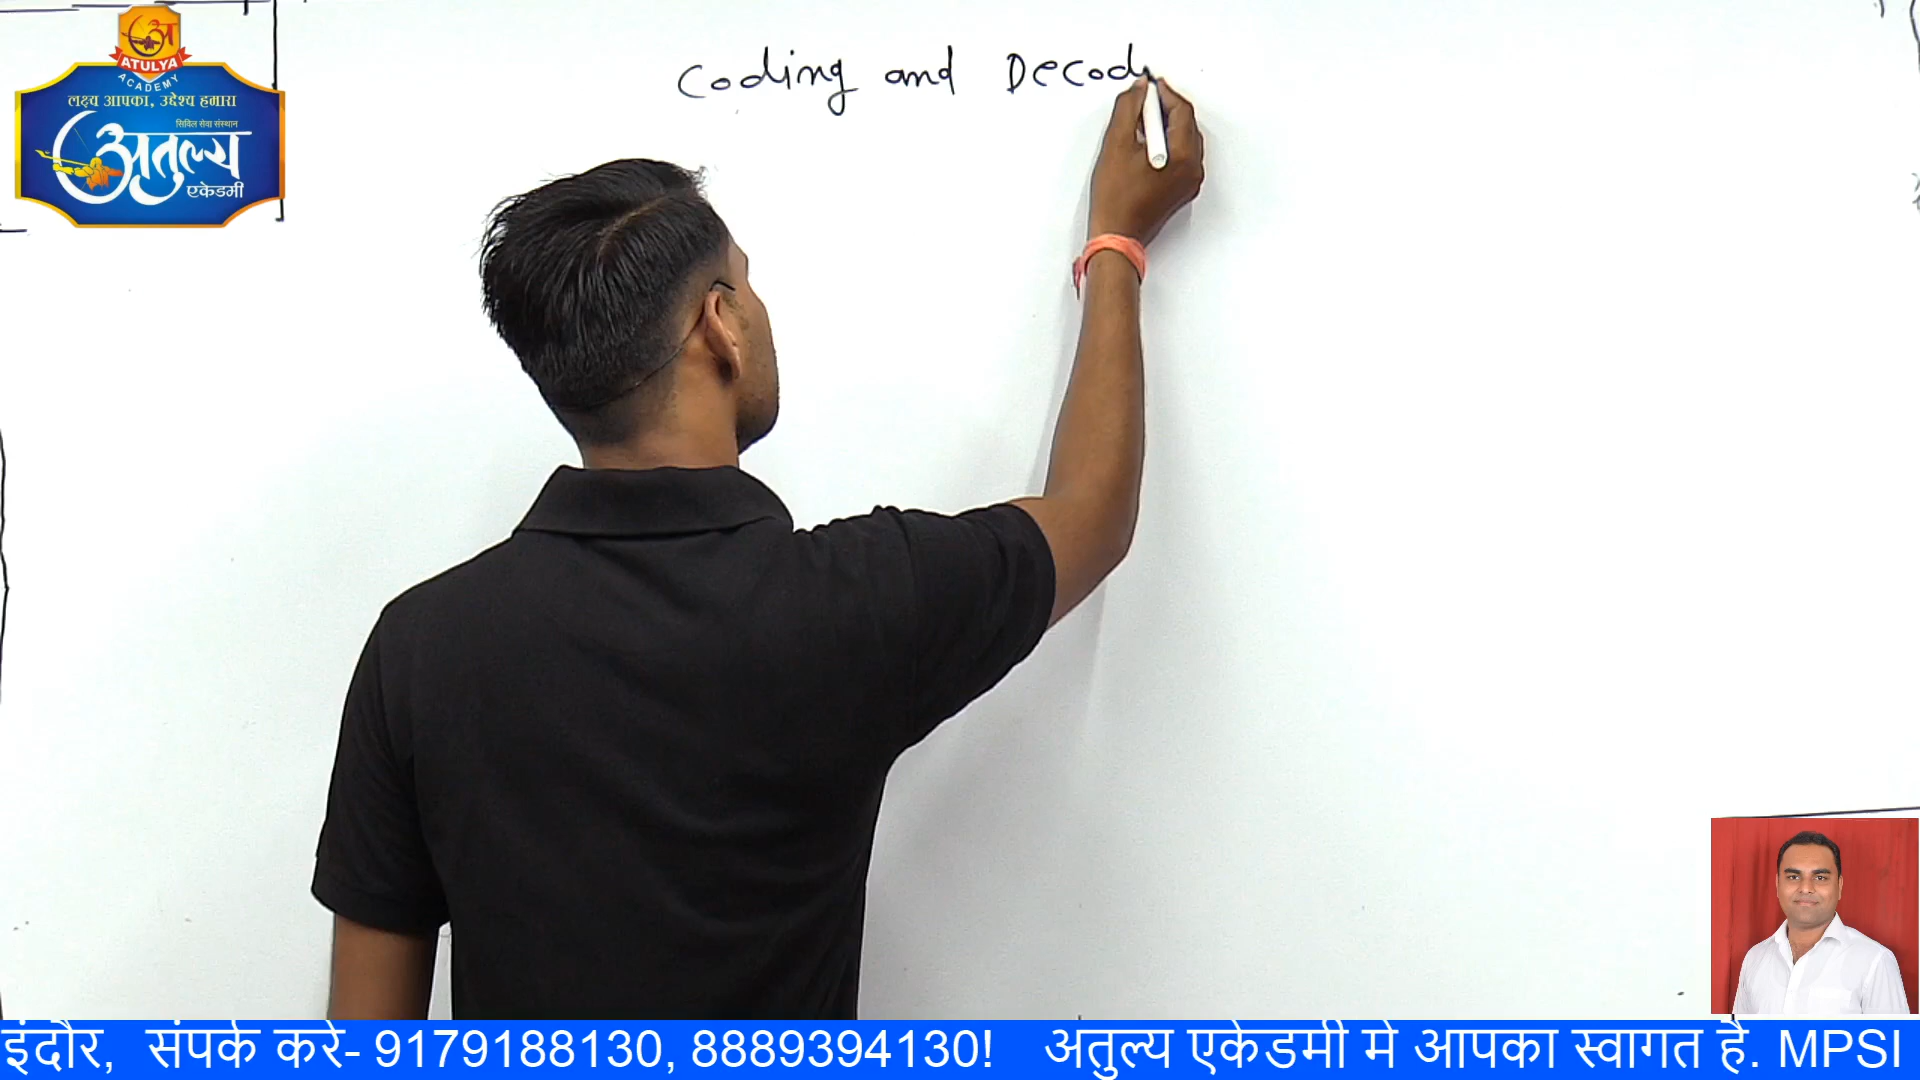 अ
ATULYA
ACADEMY
लक्ष्य आपका, उद्देश्य हमारा
सिविल सेवा संस्थान
अतुल्य
एकेडमी
Coding and Decod
इंदौर, संपर्क करे- 9179188130, 8889394130! अतुल्य एकेडमी मे आपका स्वागत है. MPSI